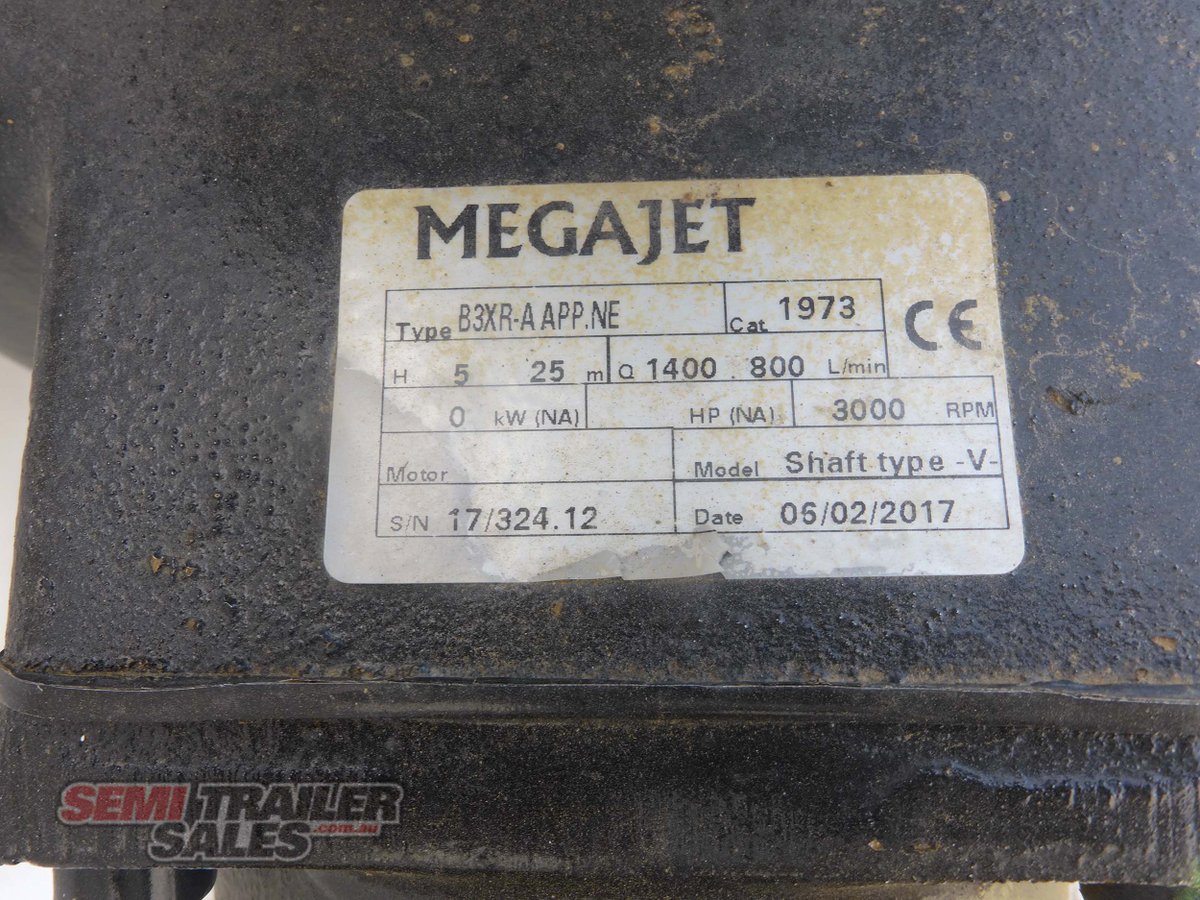 MEGAJET
Type B3XR-A APP.NE Cat 1973
CE
H 5 25 m Q 1400 . 800 L/min
0 kW (NA) HP (NA) 3000 RPM
Motor Model Shaft type -V-
S/N 17/324.12 Date 06/02/2017
SEMI TRAILER
SALES.com.au